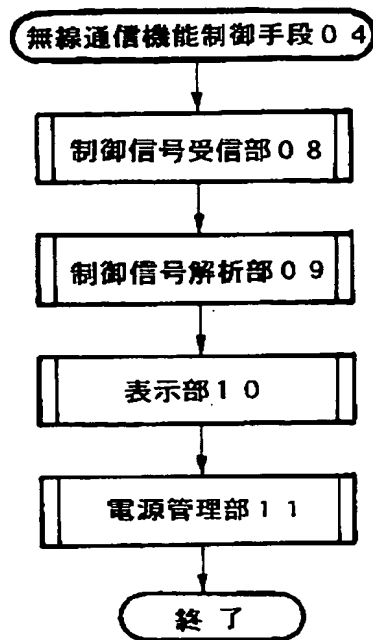 無線通信機能制御手段０４
制御信号受信部０８
制御信号解析部０９
表示部１０
電源管理部１１
終了